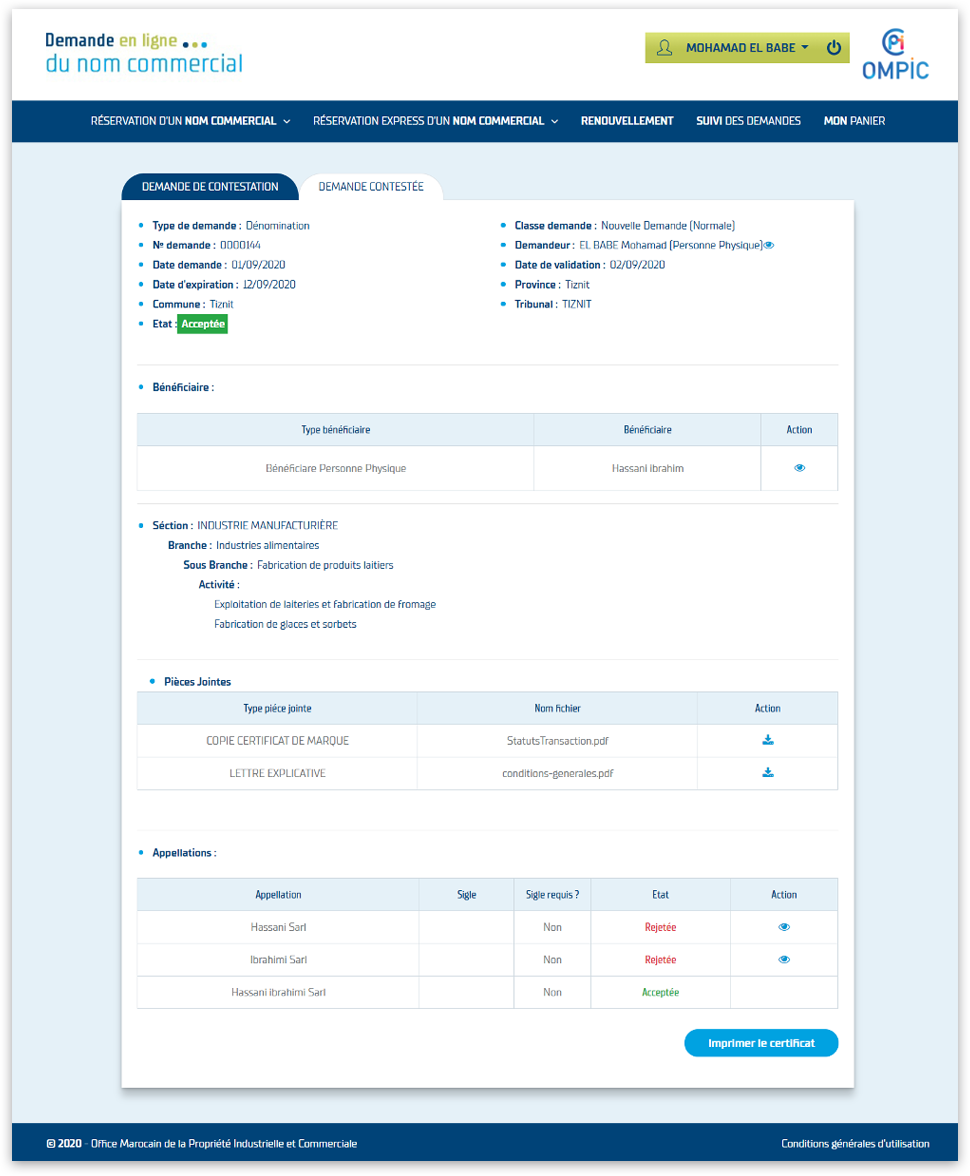 Demande en ligne
du nom commercial
MOHAMAD EL BABE
OMPIC
RÉSERVATION D'UN NOM COMMERCIAL RÉSERVATION EXPRESS D'UN NOM COMMERCIAL RENOUVELLEMENT SUIVI DES DEMANDES MON PANIER
DEMANDE DE CONTESTATION DEMANDE CONTESTÉE
Type de demande : Dénomination Classe demande : Nouvelle Demande (Normale)
Nº demande : 0000144 Demandeur : EL BABE Mohamad (Personne Physique)
Date demande : 01/09/2020 Date de validation : 02/09/2020
Date d'expiration : 12/09/2020 Province : Tiznit
Commune : Tiznit Tribunal : TIZNIT
Etat : Acceptée
Bénéficiaire :
Type bénéficiaire Bénéficiaire Action
Bénéficiare Personne Physique Hassani ibrahim
Séction : INDUSTRIE MANUFACTURIÈRE
Branche : Industries alimentaires
Sous Branche : Fabrication de produits laitiers
Activité :
Exploitation de laiteries et fabrication de fromage
Fabrication de glaces et sorbets
Pièces Jointes
Type piéce jointe Nom fichier Action
COPIE CERTIFICAT DE MARQUE StatutsTransaction.pdf
LETTRE EXPLICATIVE conditions-generales.pdf
Appellations :
Appellation Sigle Sigle requis ? Etat Action
Hassani Sarl Non Rejetée
Ibrahimi Sarl Non Rejetée
Hassani ibrahimi Sarl Non Acceptée
Imprimer le certificat
© 2020 - Office Marocain de la Propriété Industrielle et Commerciale Conditions générales d'utilisation